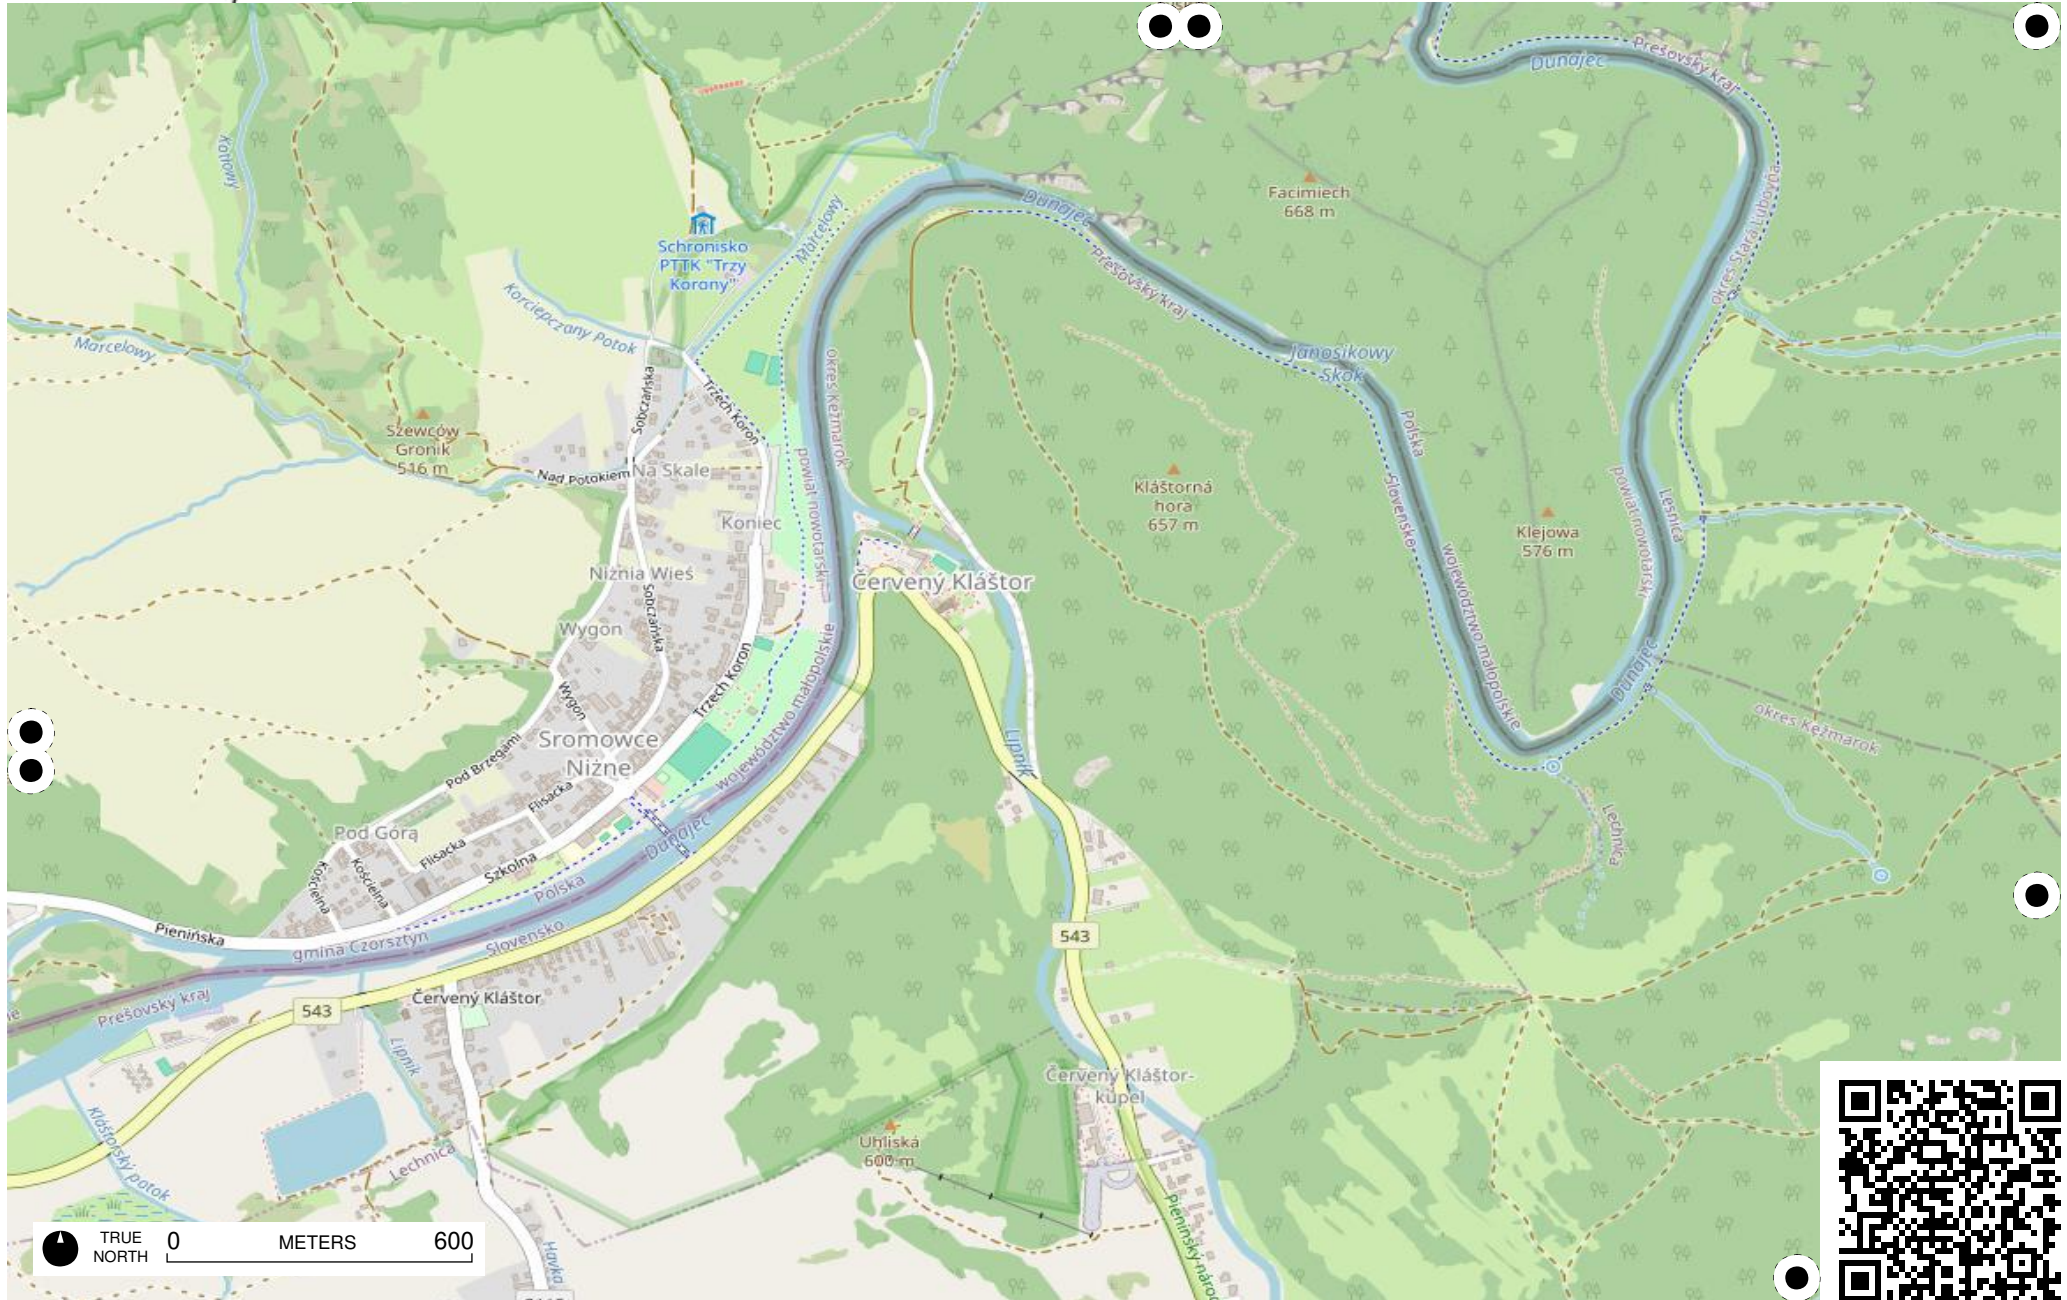 Dunajec
Prešovský kraj
Kotłowy
Facimiech
668 m
okres Stará Ľubovňa
Dunajec
Marcelowy
Schronisko
PTTK "Trzy
Korony"
Prešovský kraj
Korciepczany Potok
Marcelowy
Janosikowy
Skok
okres Kežmarok
Sobczańska
Trzech Koron
Szewców
Gronik
516 m
Polska
Nad Potokiem
Na Skale
Kláštorná
hora
657 m
powiat nowotarski
Slovensko
powiat nowotarski
Lesnica
Koniec
Klejowa
576 m
Niżnia Wieś
Červený Kláštor
Sobczańska
województwo małopolskie
Wygon
województwo małopolskie
Dunajec
Trzech Koron
Wygon
okres Kežmarok
Sromowce
Niżne
Lipník
Pod Brzegami
Flisacka
Lechnica
Pod Górą
Dunajec
Flisacka
Szkolna
Kościelna
Kościelna
Polska
Pienińska
gmina Czorsztyn
Slovensko
543
Prešovský kraj
543
Červený Kláštor
Lipník
Červený Kláštor-
kúpeľ
Kláštorský potok
Uhliská
600 m
Lechnica
Havka
TRUE
NORTH
0 METERS 600